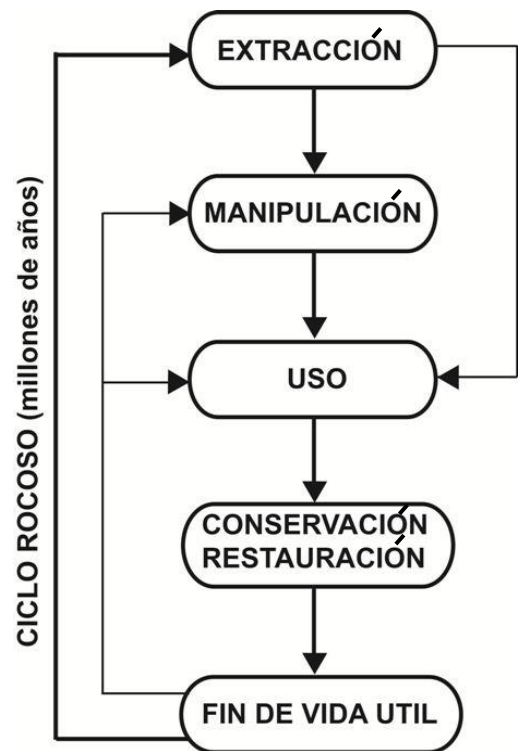 EXTRACCIÓN
MANIPULACIÓN
USO
CONSERVACIÓN
RESTAURACIÓN
FIN DE VIDA UTIL
CICLO ROCOSO (millones de años)